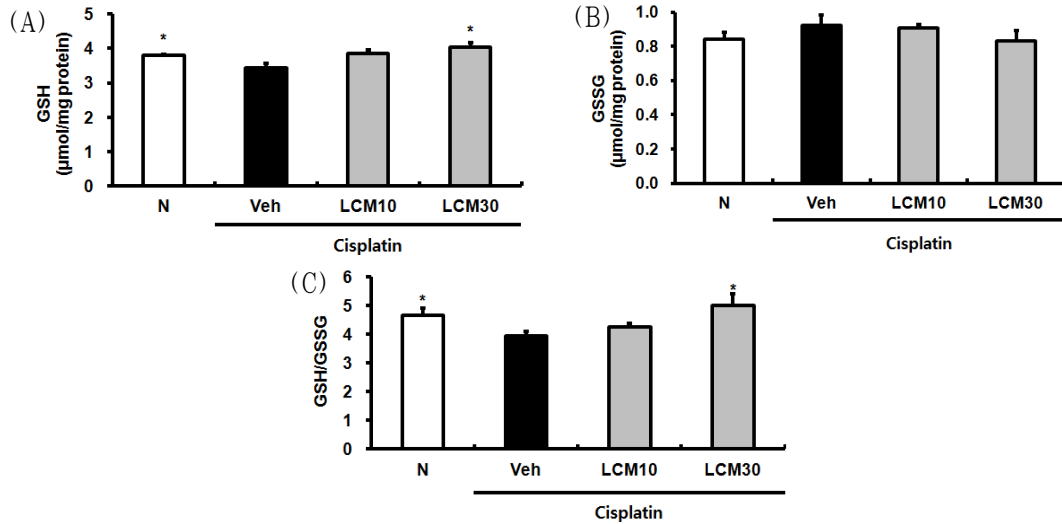 (A)
GSH
(μmol/mg protein)
5
4
3
2
1
0
*
*
N
Veh
LCM10
LCM30
Cisplatin
(B)
GSSG
(μmol/mg protein)
1.0
0.8
0.6
0.4
0.2
0.0
N
Veh
LCM10
LCM30
Cisplatin
(C)
GSH/GSSG
6
5
4
3
2
1
0
*
*
N
Veh
LCM10
LCM30
Cisplatin